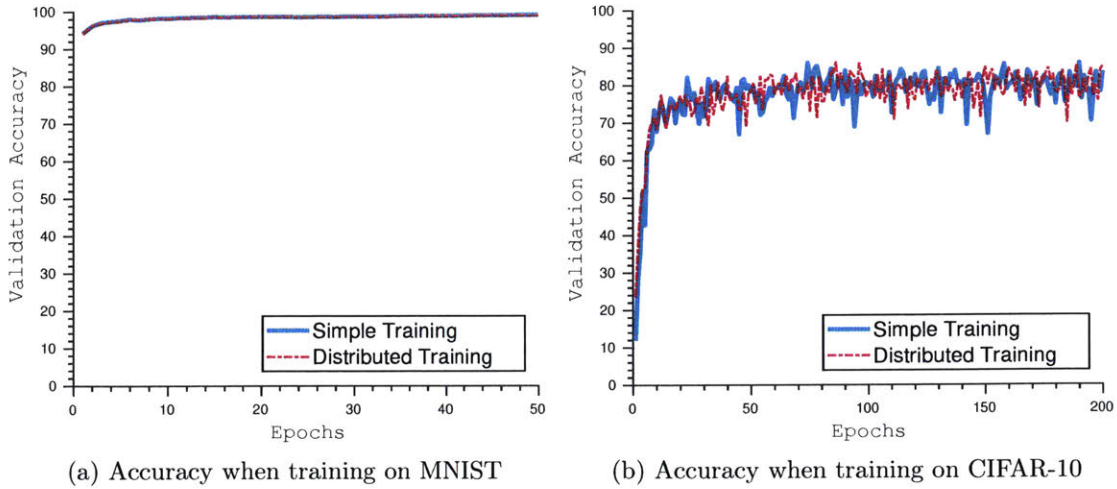 100
90
80
70
60
50
40
30
20
10
0
Validation Accuracy
Simple Training
Distributed Training
0 10 20 30 40 50
Epochs
(a) Accuracy when training on MNIST
100
90
80
70
60
50
40
30
20
10
0
Validation Accuracy
Simple Training
Distributed Training
0 50 100 150 200
Epochs
(b) Accuracy when training on CIFAR-10